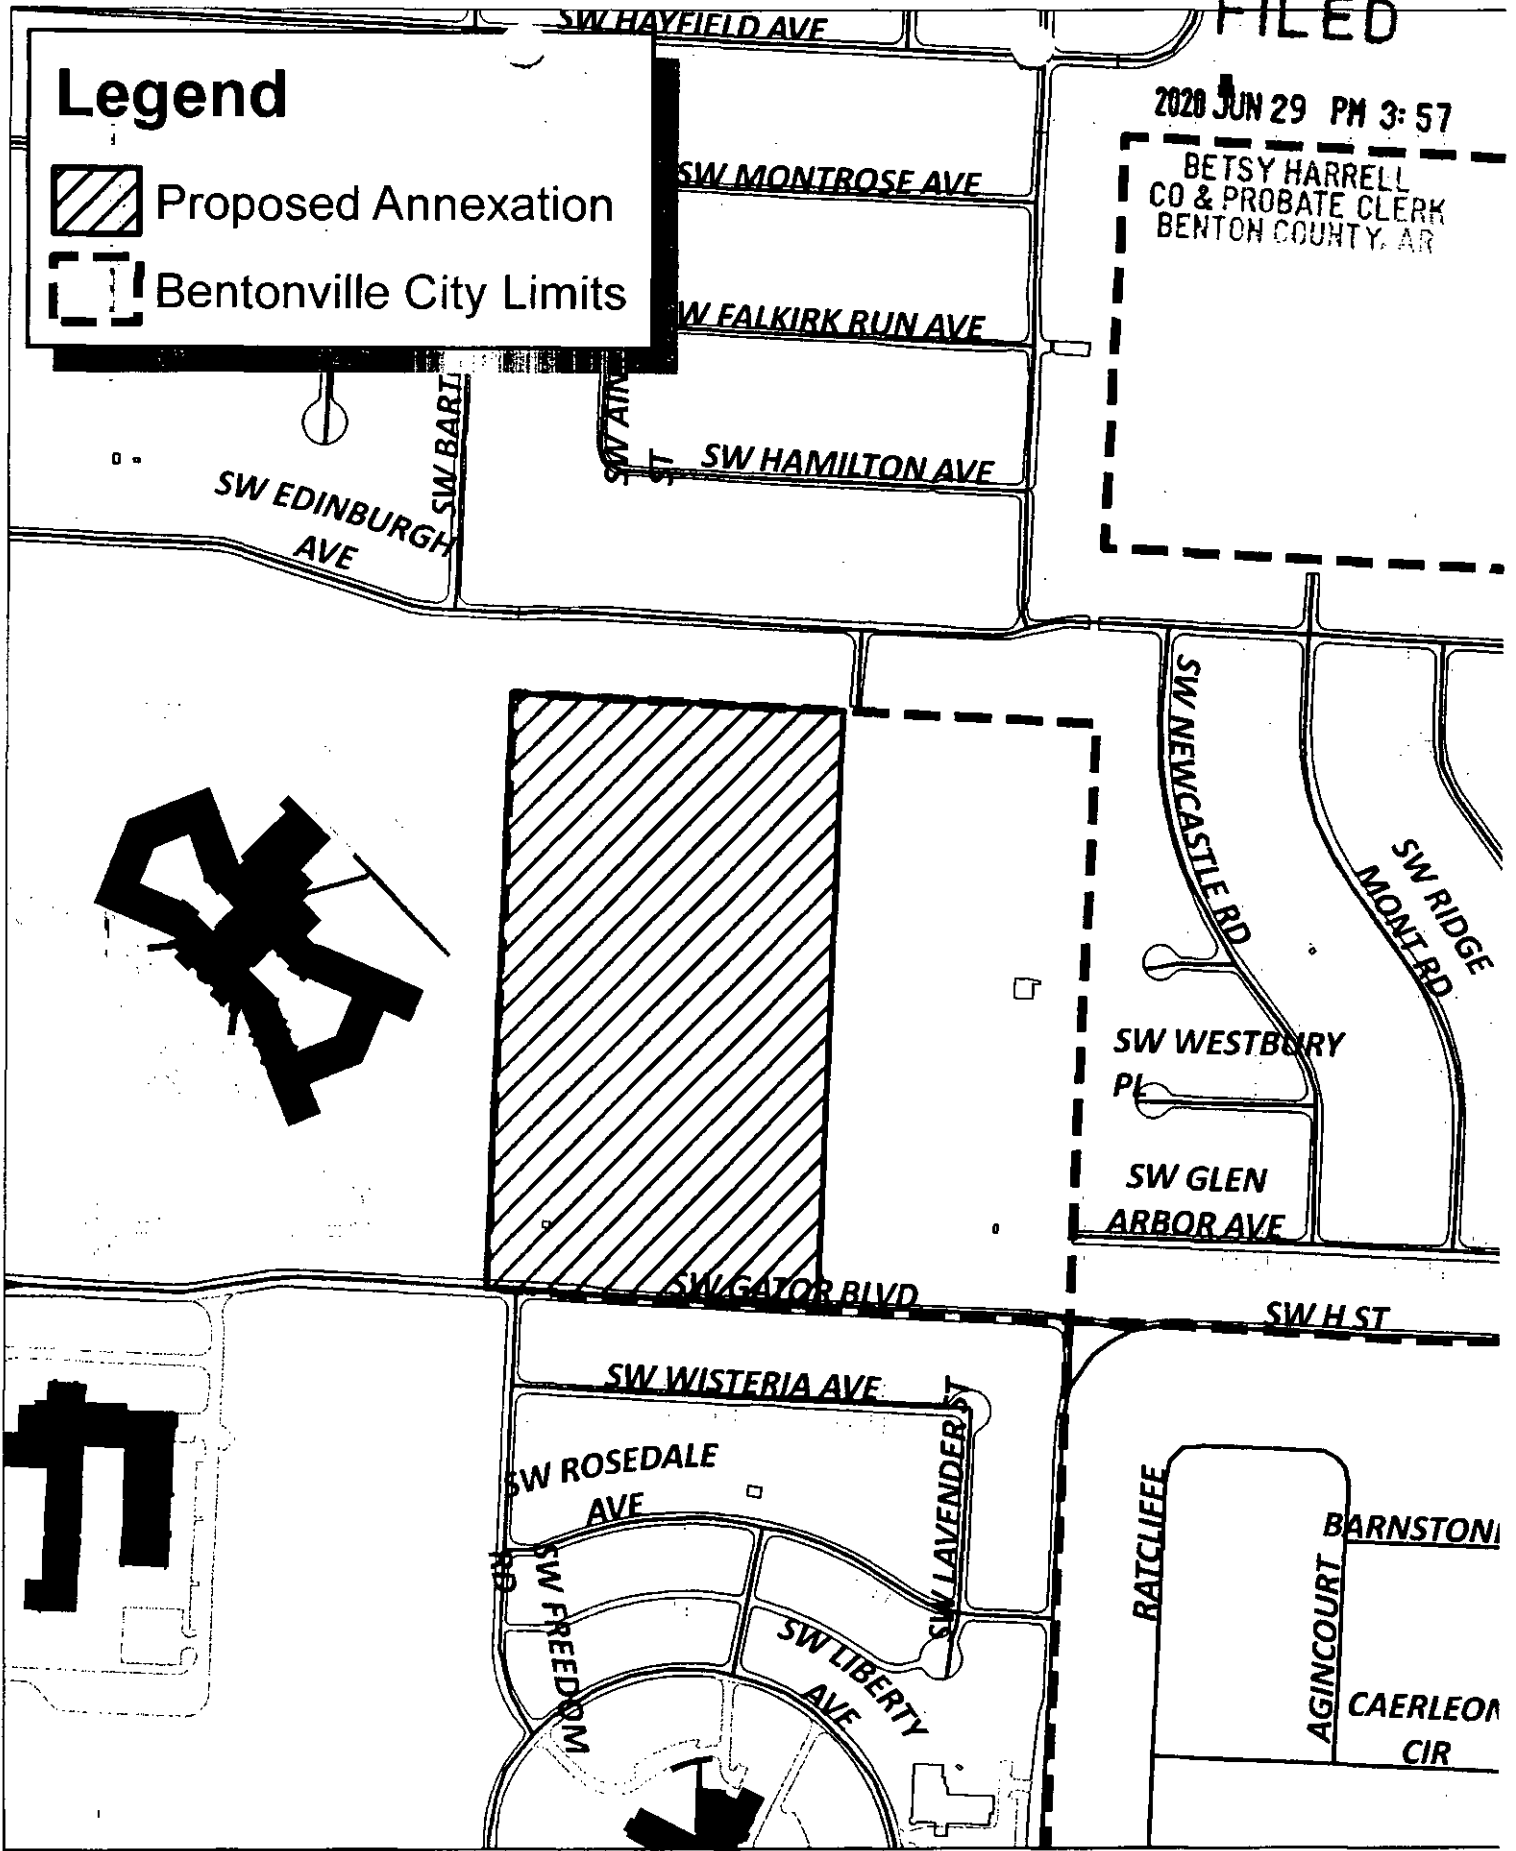 SW HAYFIELD AVE
FILED
Legend
2020 JUN 29 PM 3:57
BETSY HARRELL
CO & PROBATE CLERK
BENTON COUNTY, AR
SW MONTROSE AVE
Proposed Annexation
Bentonville City Limits
W FALKIRK RUN AVE
SW BART
SW AIN
ST
SW HAMILTON AVE
SW EDINBURGH
AVE
SW NEWCASTLE RD
SW RIDGE
MONT RD
SW WESTBURY
PL
SW GLEN
ARBOR AVE
SW GATOR BLVD
SW H ST
SW WISTERIA AVE
SW LAVENDER ST
SW ROSEDALE
AVE
SW FREEDOM
RD
SW LIBERTY
AVE
RATCLIFFE
BARNSTON
AGINCOURT
CAERLEON
CIR